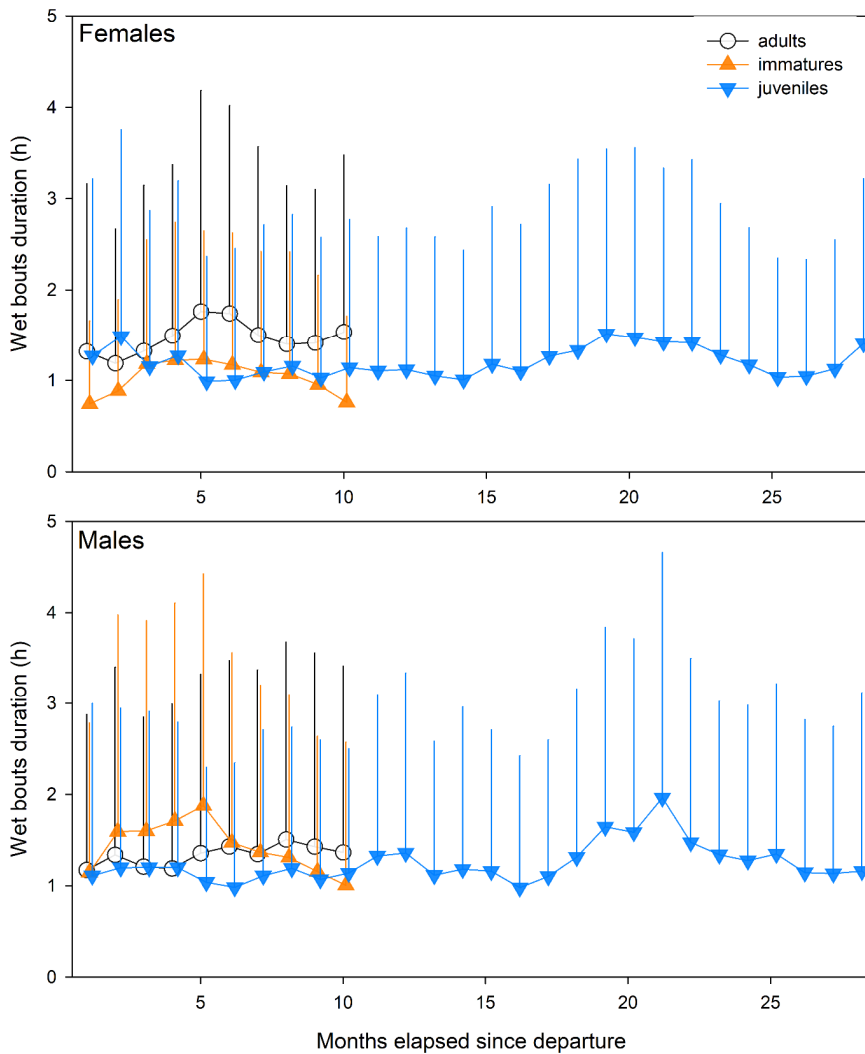 Females
adults
immatures
juveniles
Wet bouts duration (h)
5
4
3
2
1
0
5
10
15
20
25
Males
Wet bouts duration (h)
5
4
3
2
1
0
5
10
15
20
25
Months elapsed since departure